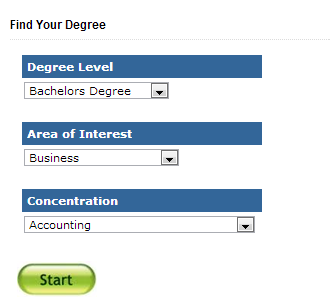 Find Your Degree
Degree Level
Bachelors Degree
Area of Interest
Business
Concentration
Accounting
Start